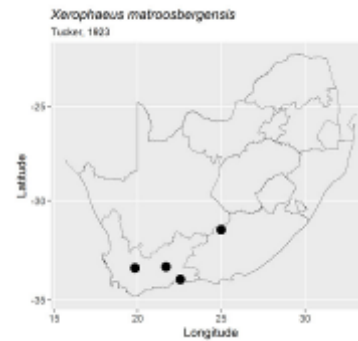 Xerophaeus matroosbergensis
Tucker, 1923
-25
-30
-35
Latitude
15 20 25 30
Longitude